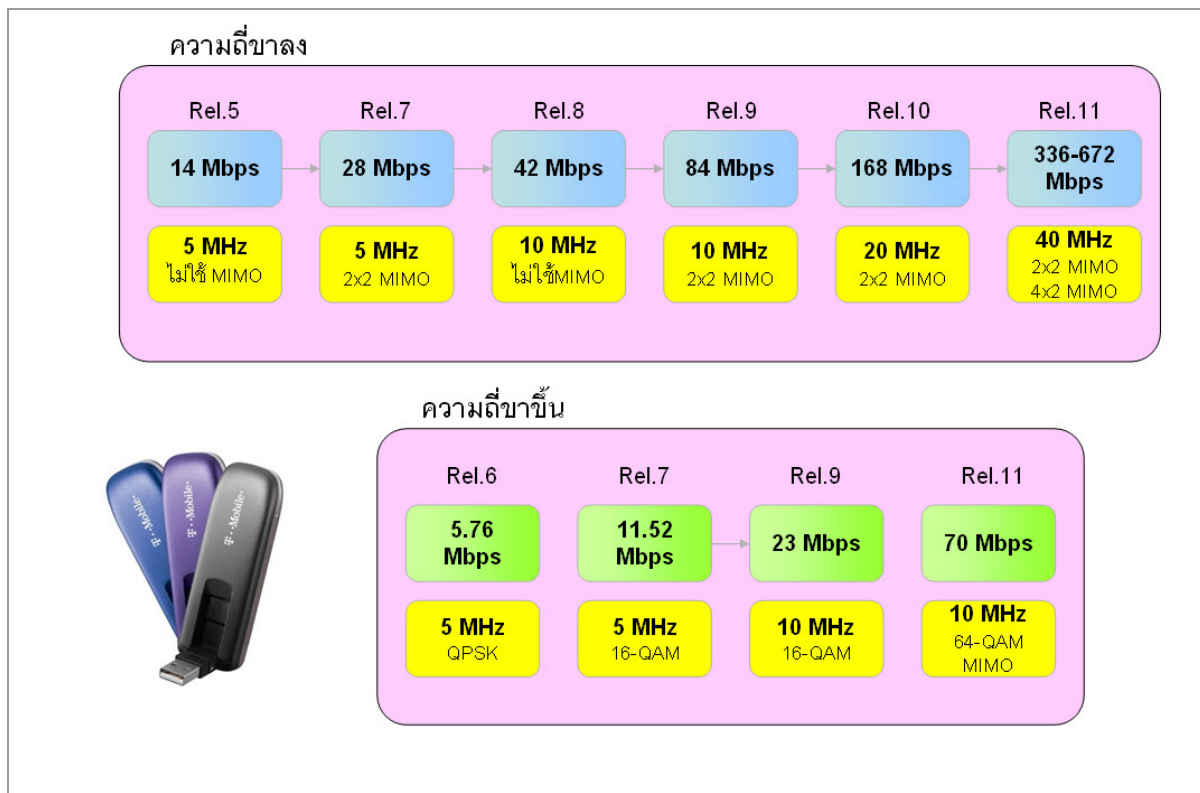 ความถี่ขาลง
Rel.5
Rel.7
Rel.8
Rel.9
Rel.10
Rel.11
14 Mbps
28 Mbps
42 Mbps
84 Mbps
168 Mbps
336-672
Mbps
5 MHz
ไม่ใช้ MIMO
5 MHz
2x2 MIMO
10 MHz
ไม่ใช้MIMO
10 MHz
2x2 MIMO
20 MHz
2x2 MIMO
40 MHz
2x2 MIMO
4x2 MIMO
ความถี่ขาขึ้น
Rel.6
Rel.7
Rel.9
Rel.11
5.76
Mbps
11.52
Mbps
23 Mbps
70 Mbps
5 MHz
QPSK
5 MHz
16-QAM
10 MHz
16-QAM
10 MHz
64-QAM
MIMO
T··Mobile·
T··Mobile·
T··Mobile·